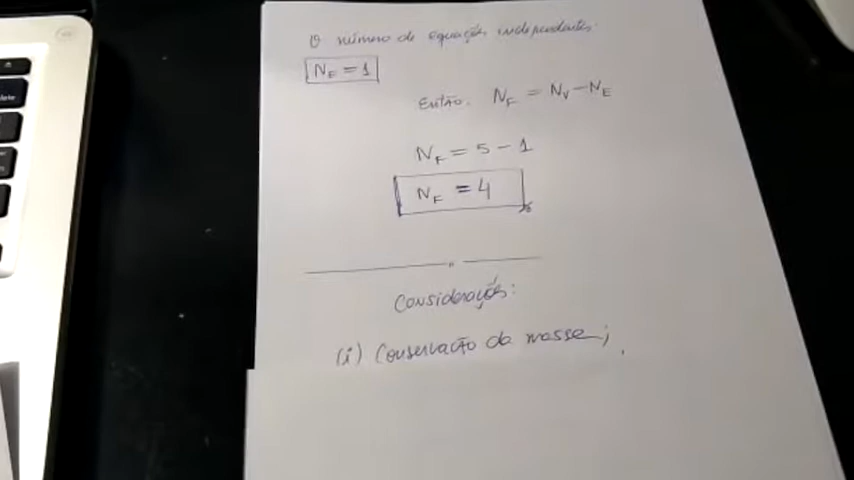 O número de equações independentes
N_E = 1
Então. N_F = N_V - N_E
N_F = 5 - 1
N_F = 4
Considerações:
(i) Conservação da massa;